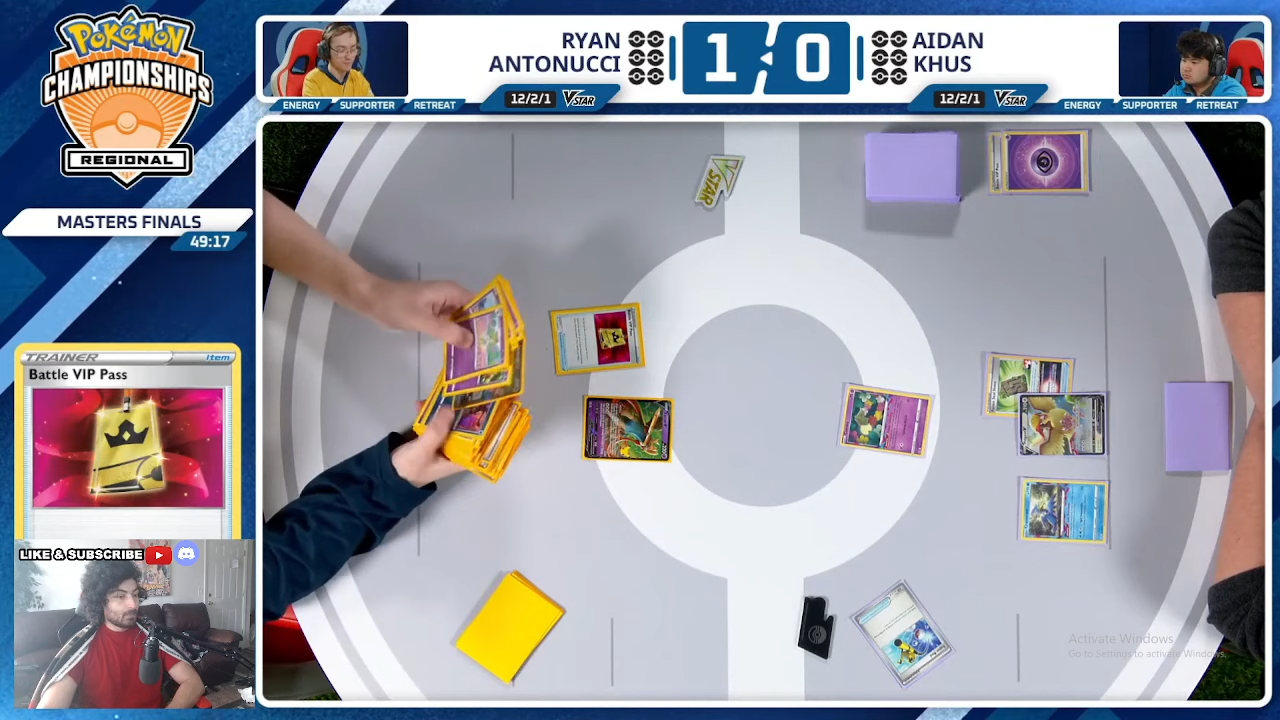 POKÉMON
CHAMPIONSHIPS
REGIONAL
MASTERS FINALS
49:17
RYAN
ANTONUCCI
1
0
AIDAN
KHUS
ENERGY
SUPPORTER
RETREAT
12/2/1
VSTAR
12/2/1
VSTAR
ENERGY
SUPPORTER
RETREAT
VSTAR
TRAINER
Item
Battle VIP Pass
LIKE & SUBSCRIBE
Activate Windows
Go to Settings to activate Windows.